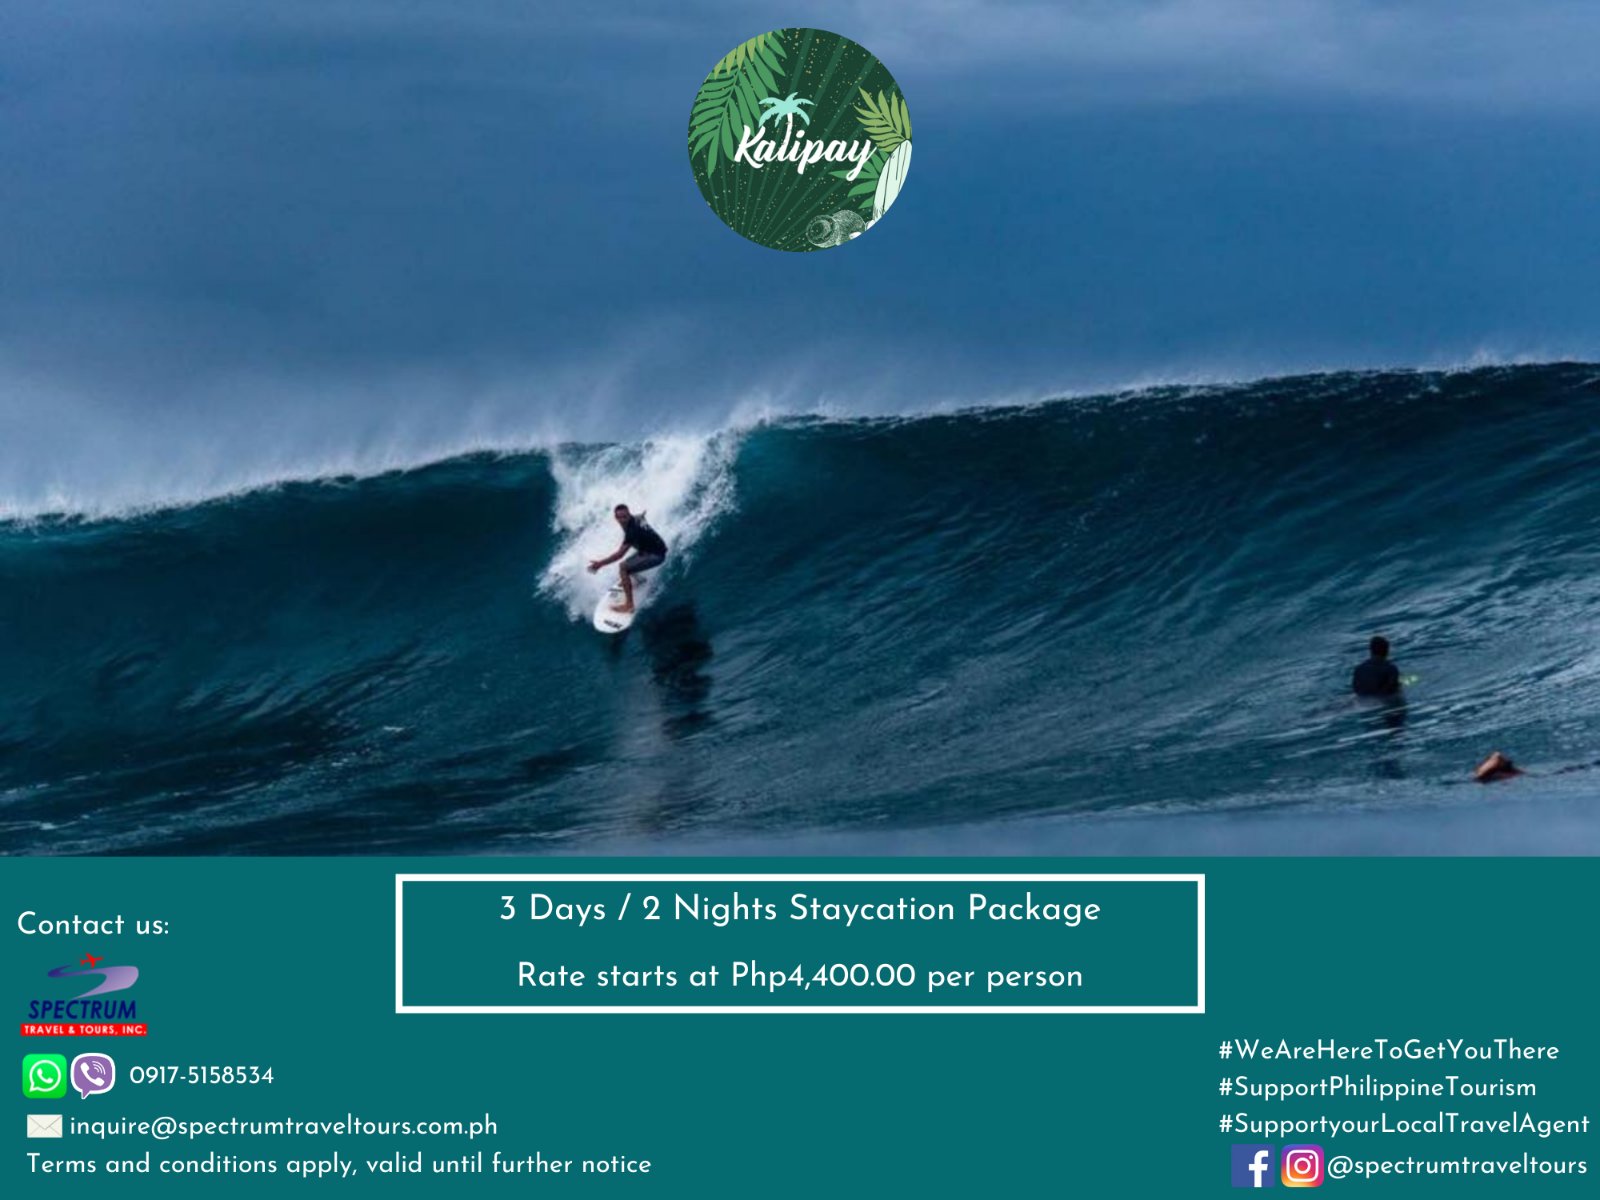 Kalipay
3 Days / 2 Nights Staycation Package
Rate starts at Php4,400.00 per person
Contact us:
SPECTRUM
TRAVEL & TOURS, INC.
0917-5158534
inquire@spectrumtraveltours.com.ph
Terms and conditions apply, valid until further notice
#WeAreHereToGetYouThere
#SupportPhilippineTourism
#SupportyourLocalTravelAgent
@spectrumtraveltours